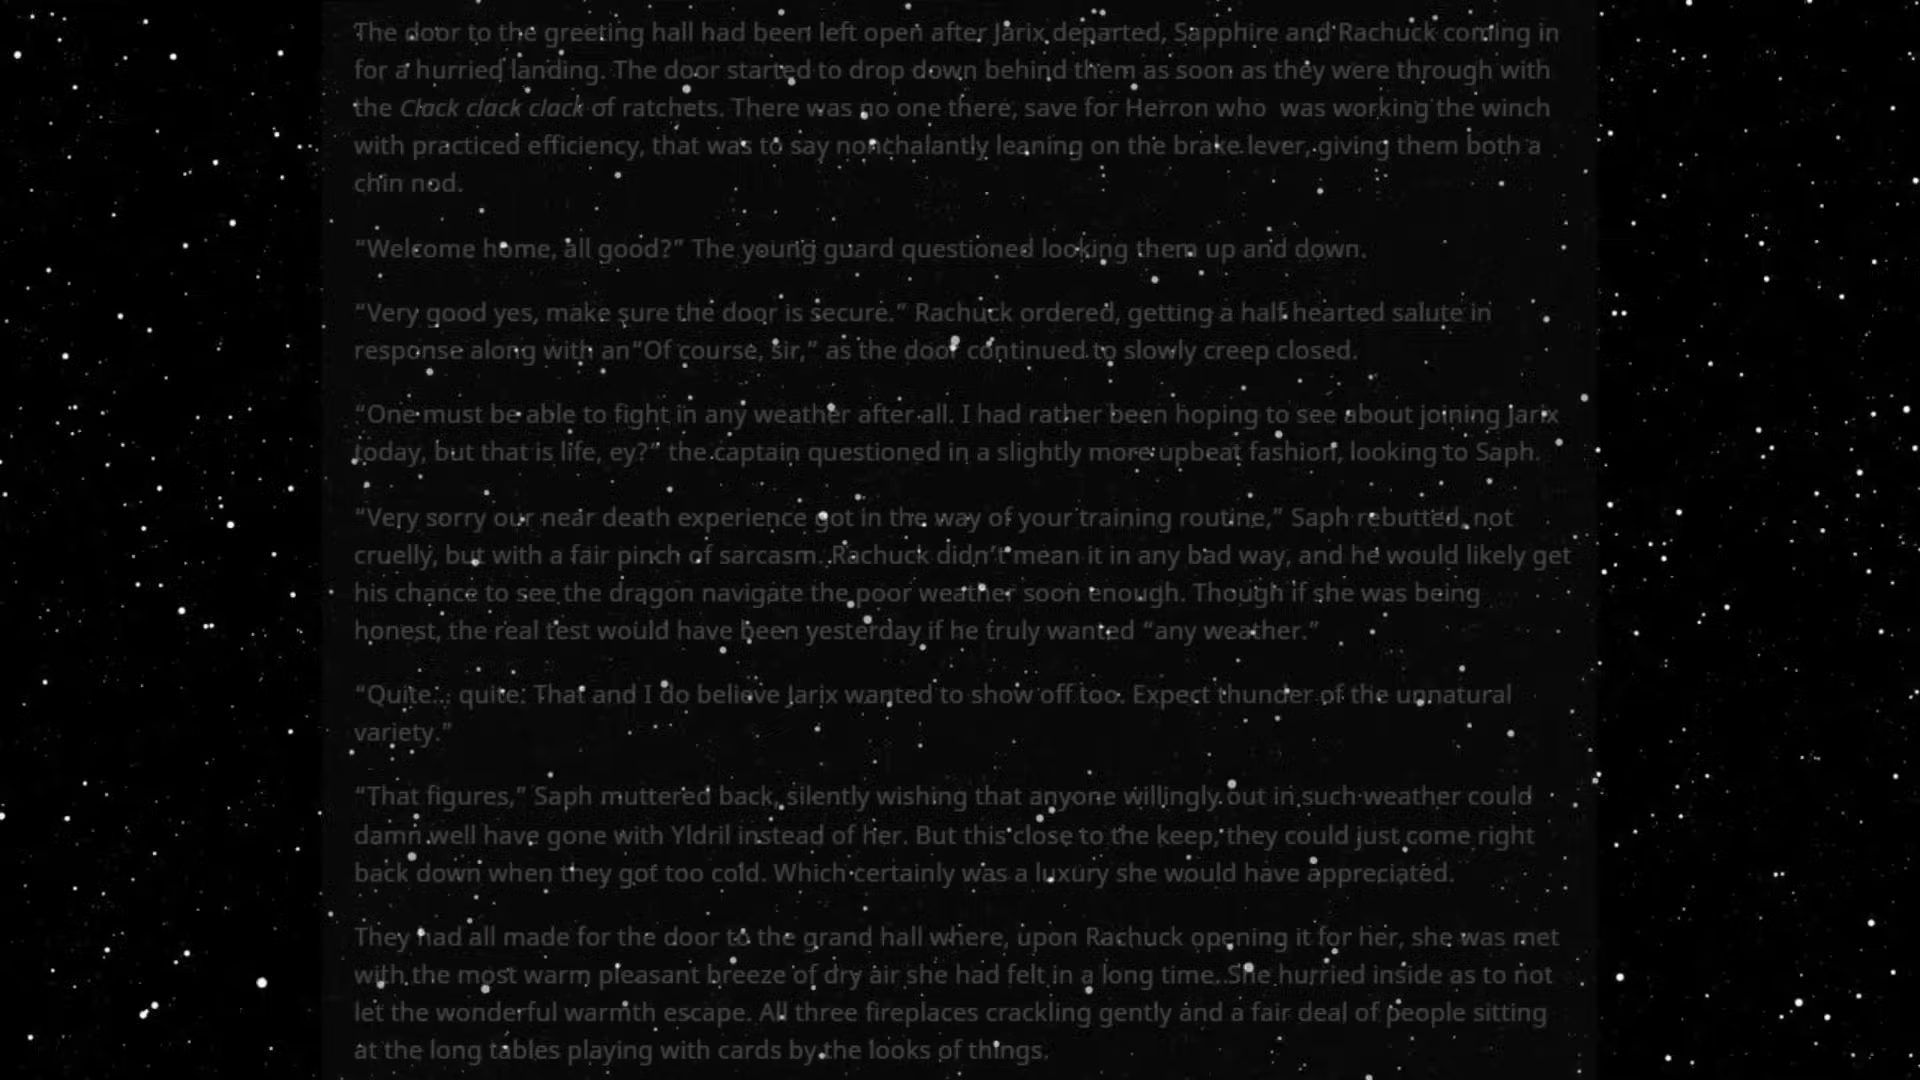 The door to the greeting hall had been left open after Jarix departed, Sapphire and Rachuck coming in
for a hurried landing. The door started to drop down behind them as soon as they were through with
the Clack clack clack of ratchets. There was no one there, save for Herron who  was working the winch
with practiced efficiency, that was to say nonchalantly leaning on the brake lever, giving them both a
chin nod.
“Welcome home, all good?” The young guard questioned looking them up and down.
“Very good yes, make sure the door is secure.” Rachuck ordered, getting a half hearted salute in
response along with an“Of course, sir,” as the door continued to slowly creep closed.
“One must be able to fight in any weather after all. I had rather been hoping to see about joining Jarix
today, but that is life, ey?” the captain questioned in a slightly more upbeat fashion, looking to Saph.
“Very sorry our near death experience got in the way of your training routine,” Saph rebutted, not
cruelly, but with a fair pinch of sarcasm. Rachuck didn’t mean it in any bad way, and he would likely get
his chance to see the dragon navigate the poor weather soon enough. Though if she was being
honest, the real test would have been yesterday if he truly wanted “any weather.”
“Quite... quite. That and I do believe Jarix wanted to show off too. Expect thunder of the unnatural
variety.”
“That figures,” Saph muttered back, silently wishing that anyone willingly out in such weather could
damn well have gone with Yldril instead of her. But this close to the keep, they could just come right
back down when they got too cold. Which certainly was a luxury she would have appreciated.
They had all made for the door to the grand hall where, upon Rachuck opening it for her, she was met
with the most warm pleasant breeze of dry air she had felt in a long time. She hurried inside as to not
let the wonderful warmth escape. All three fireplaces crackling gently and a fair deal of people sitting
at the long tables playing with cards by the looks of things.